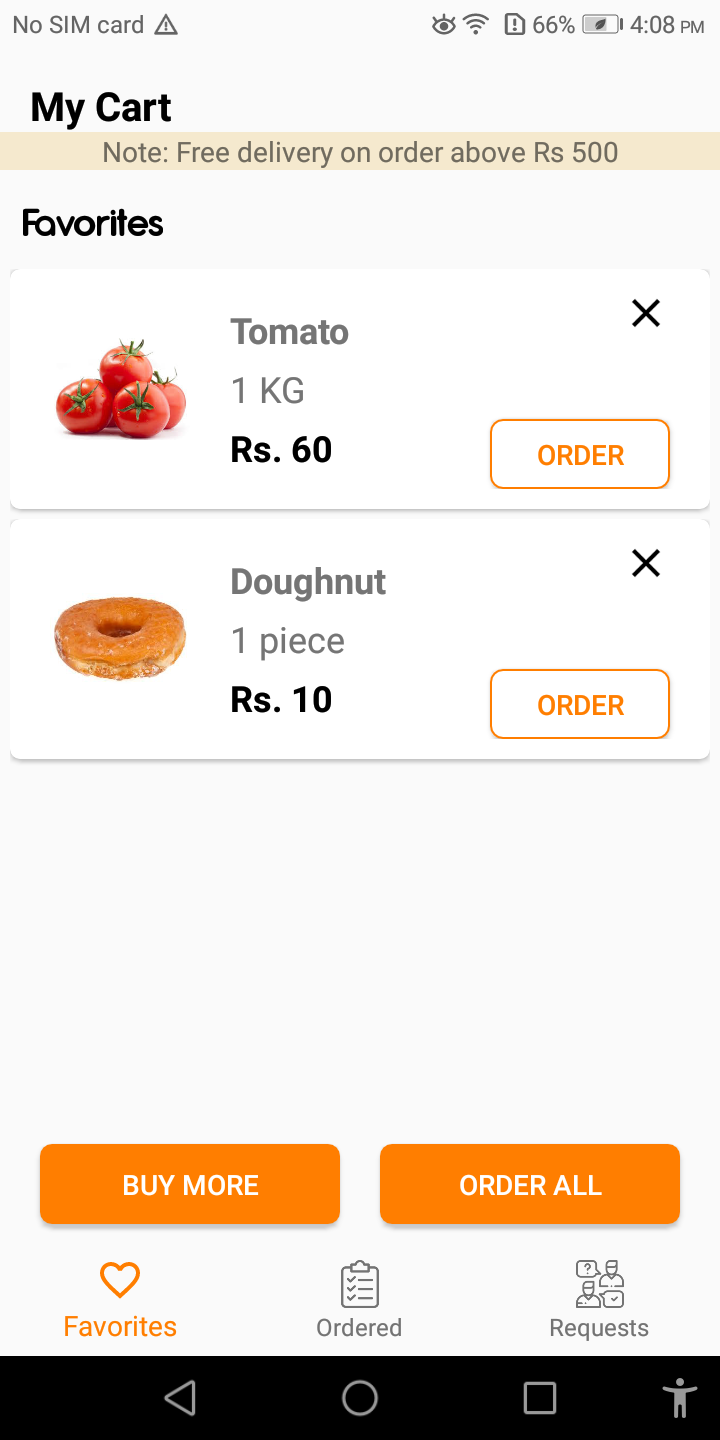 No SIM card 66% 4:08 PM
My Cart
Note: Free delivery on order above Rs 500
Favorites
Tomato
1 KG
Rs. 60
ORDER
Doughnut
1 piece
Rs. 10
ORDER
BUY MORE ORDER ALL
Favorites Ordered Requests